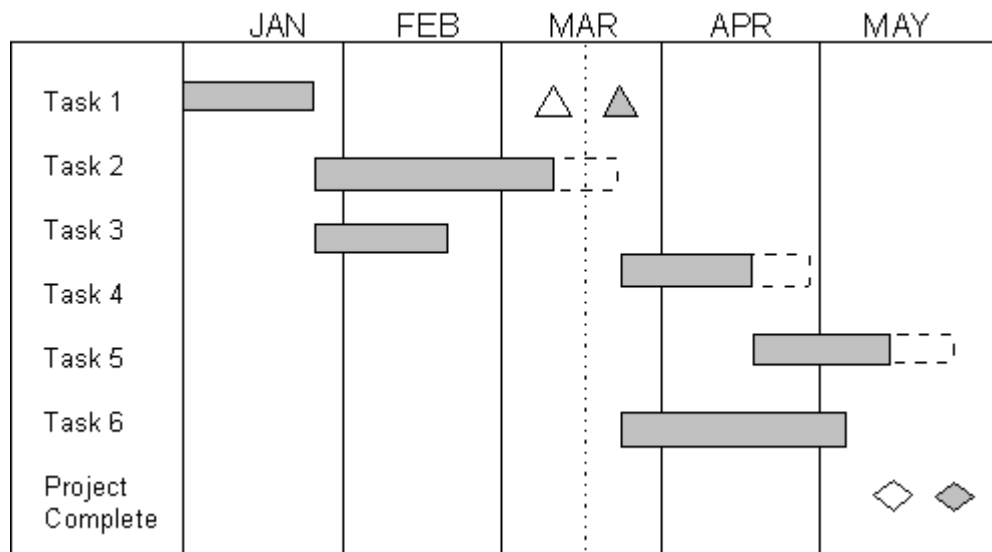 JAN FEB MAR APR MAY
Task 1
Task 2
Task 3
Task 4
Task 5
Task 6
Project
Complete